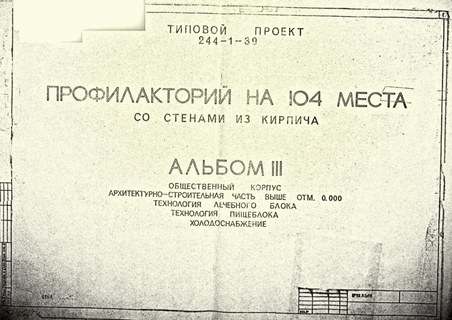 ТИПОВОЙ ПРОЕКТ
244-1-39
ПРОФИЛАКТОРИЙ НА 104 МЕСТА
СО СТЕНАМИ ИЗ КИРПИЧА
АЛЬБОМ III
ОБЩЕСТВЕННЫЙ КОРПУС
АРХИТЕКТУРНО-СТРОИТЕЛЬНАЯ ЧАСТЬ ВЫШЕ ОТМ. 0.000
ТЕХНОЛОГИЯ ЛЕЧЕБНОГО БЛОКА
ТЕХНОЛОГИЯ ПИЩЕБЛОКА
ХОЛОДОСНАБЖЕНИЕ